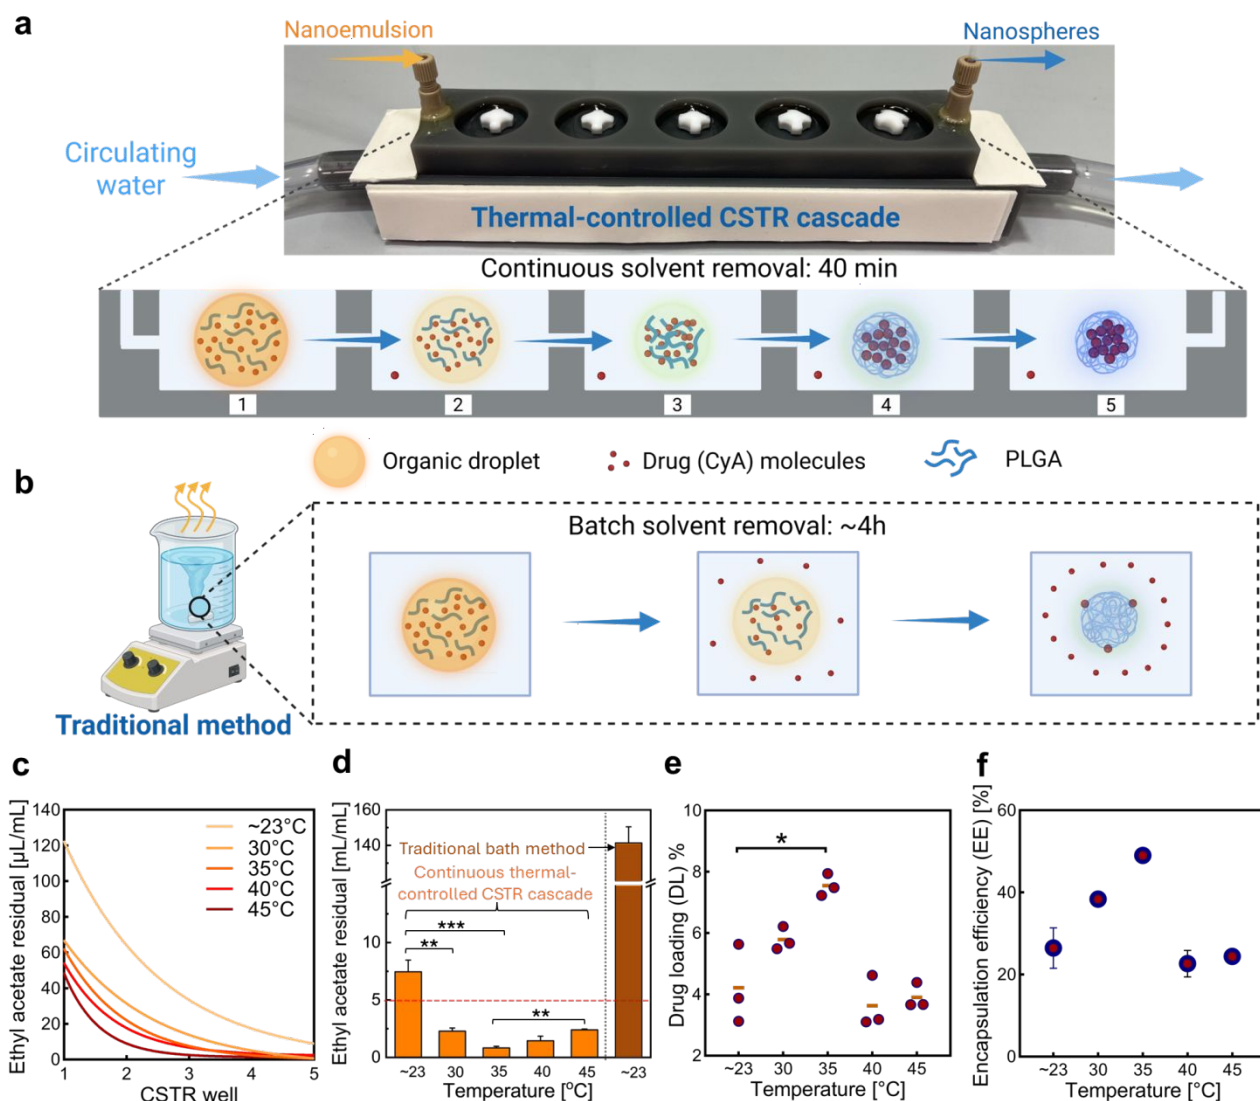 a
Nanoemulsion
Nanospheres
Circulating
water
Thermal-controlled CSTR cascade
Continuous solvent removal: 40 min
1 2 3 4 5
Organic droplet
Drug (CyA) molecules
PLGA
b
Batch solvent removal: ~4h
Traditional method
c
Ethyl acetate residual [µL/mL]
140
120
100
80
60
40
20
0
~23°C
30°C
35°C
40°C
45°C
1 2 3 4 5
CSTR well
d
Ethyl acetate residual [mL/mL]
160
140
10
5
0
Traditional bath method
Continuous thermal-
controlled CSTR cascade
***
**
**
~23 30 35 40 45 ~23
Temperature [°C]
e
Drug loading (DL) %
10
8
6
4
2
*
~23 30 35 40 45
Temperature [°C]
f
Encapsulation efficiency (EE) [%]
60
40
20
0
~23 30 35 40 45
Temperature [°C]